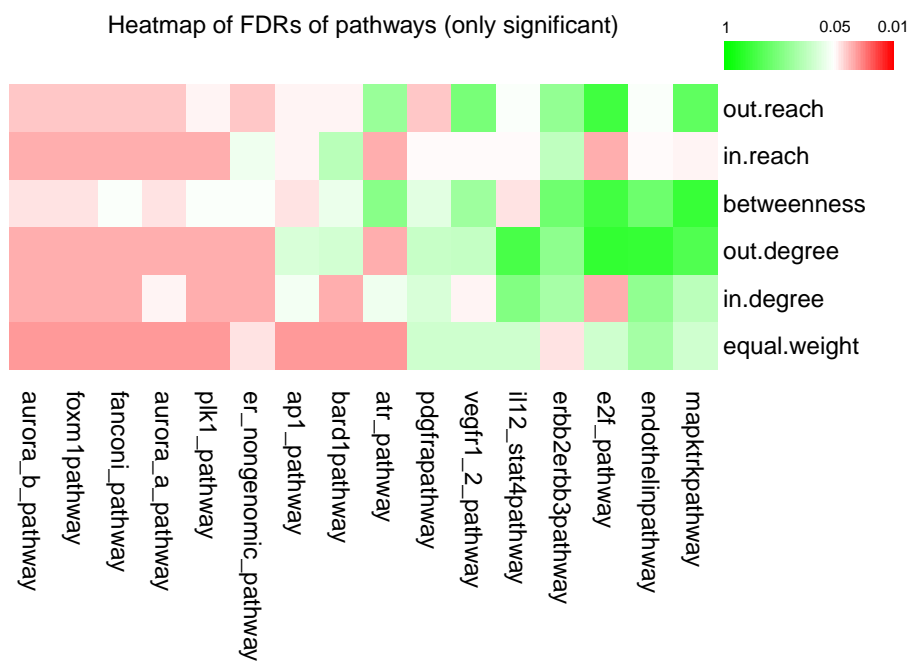 Heatmap of FDRs of pathways (only significant)
1 0.05 0.01
out.reach
in.reach
betweenness
out.degree
in.degree
equal.weight
aurora_b_pathway
foxm1pathway
fanconi_pathway
aurora_a_pathway
plk1_pathway
er_nongenomic_pathway
ap1_pathway
bard1pathway
atr_pathway
pdgfrapathway
vegfr1_2_pathway
il12_stat4pathway
erbb2erbb3pathway
e2f_pathway
endothelinpathway
mapktrkpathway